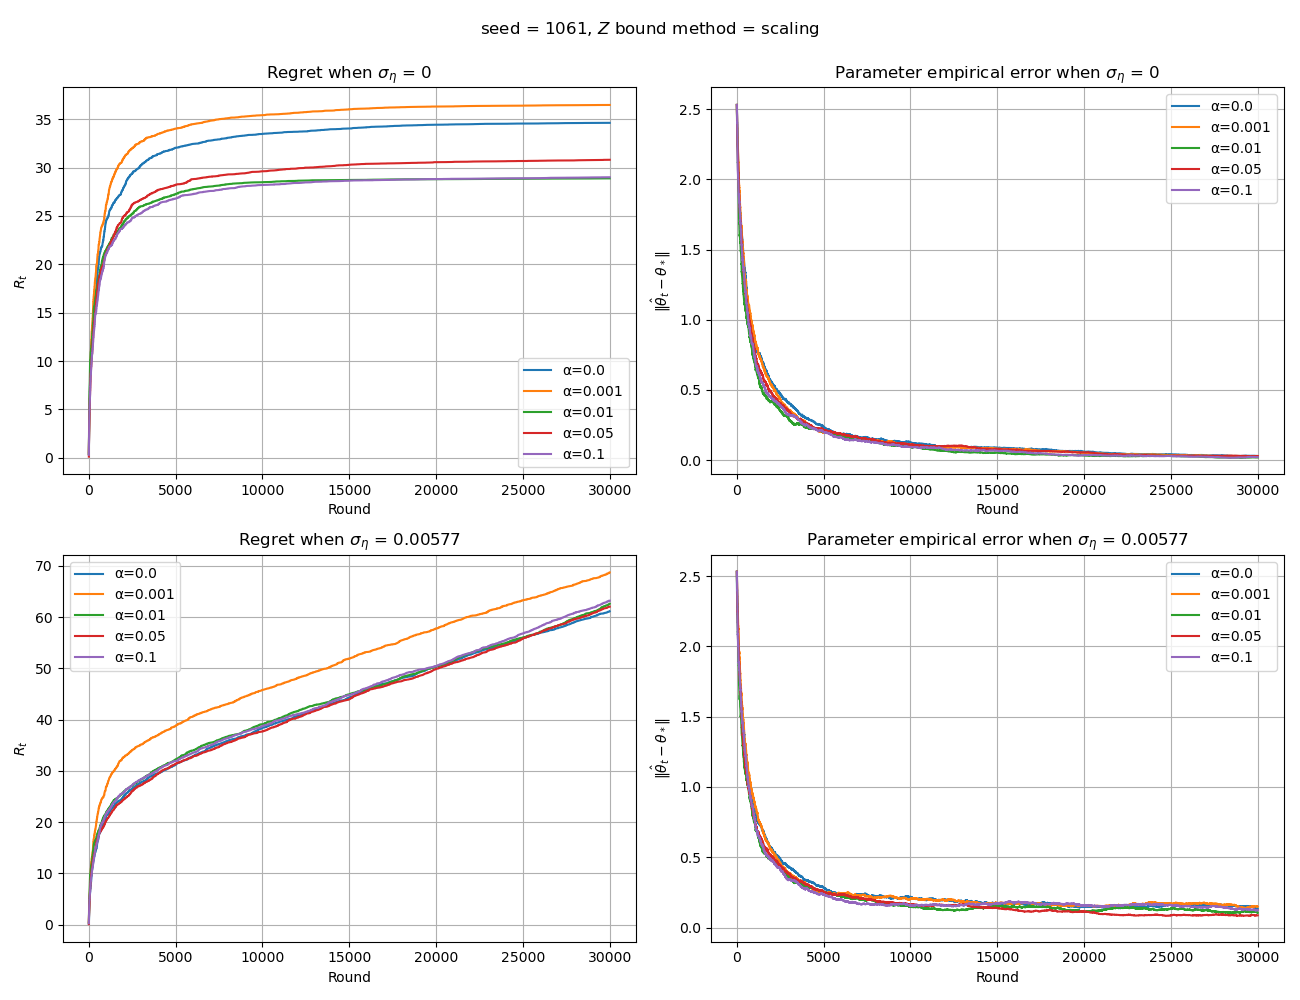 seed = 1061, Z bound method = scaling
Regret when σ_η = 0
R_t
35
30
25
20
15
10
5
0
α=0.0
α=0.001
α=0.01
α=0.05
α=0.1
0 5000 10000 15000 20000 25000 30000
Round
Parameter empirical error when σ_η = 0
‖θ̂_t − θ_*‖
2.5
2.0
1.5
1.0
0.5
0.0
α=0.0
α=0.001
α=0.01
α=0.05
α=0.1
0 5000 10000 15000 20000 25000 30000
Round
Regret when σ_η = 0.00577
R_t
70
60
50
40
30
20
10
0
α=0.0
α=0.001
α=0.01
α=0.05
α=0.1
0 5000 10000 15000 20000 25000 30000
Round
Parameter empirical error when σ_η = 0.00577
‖θ̂_t − θ_*‖
2.5
2.0
1.5
1.0
0.5
0.0
α=0.0
α=0.001
α=0.01
α=0.05
α=0.1
0 5000 10000 15000 20000 25000 30000
Round